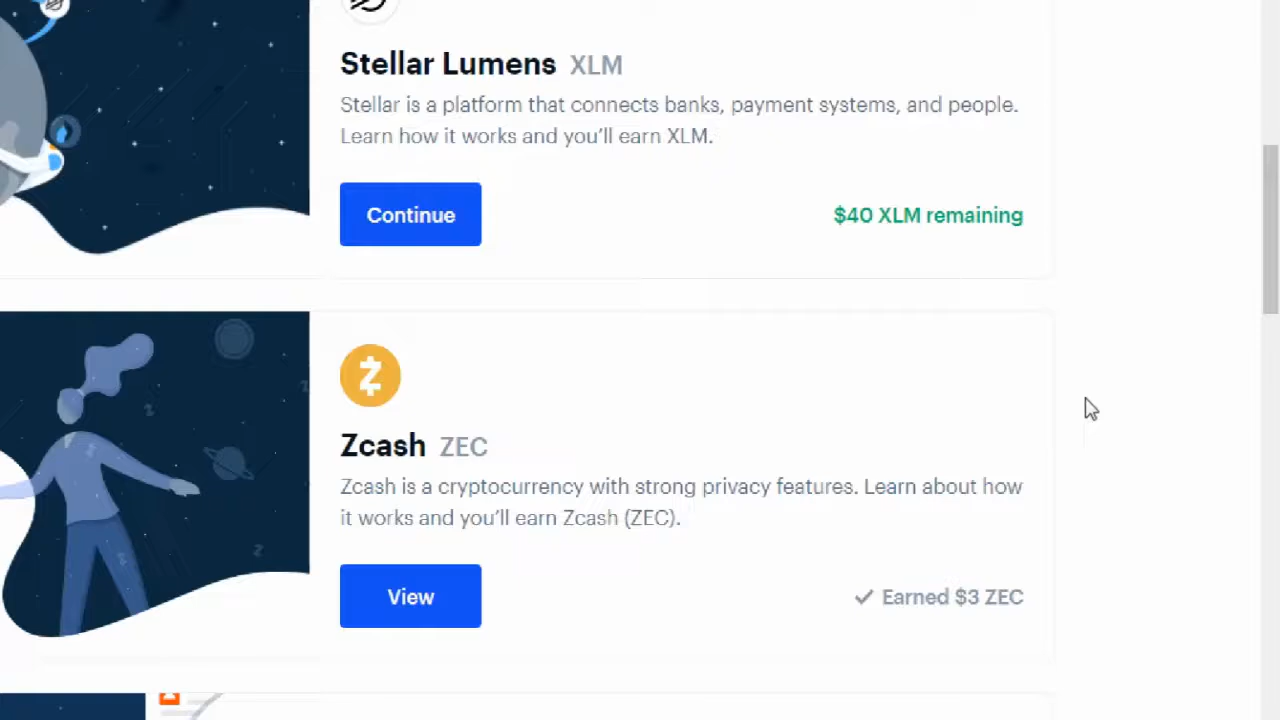 Stellar Lumens XLM
Stellar is a platform that connects banks, payment systems, and people.
Learn how it works and you’ll earn XLM.
Continue
$40 XLM remaining
Zcash ZEC
Zcash is a cryptocurrency with strong privacy features. Learn about how
it works and you’ll earn Zcash (ZEC).
View
Earned $3 ZEC